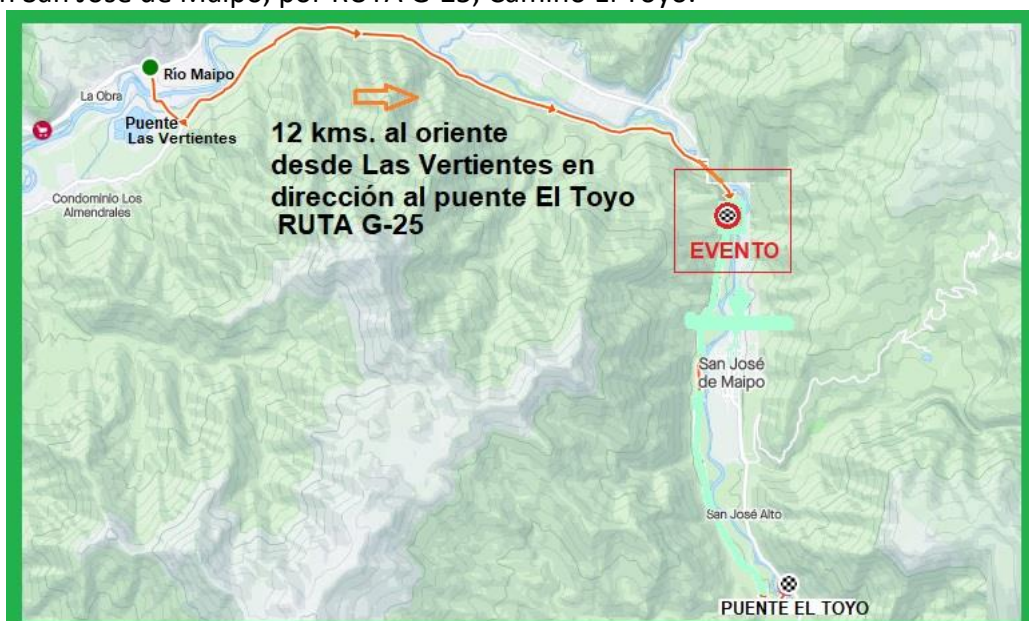 San José de Maipo, por RUTA G-25, Camino El Toyo.
Río Maipo
La Obra
Puente
Las Vertientes
12 kms. al oriente
desde Las Vertientes en
dirección al puente El Toyo
RUTA G-25
Condominio Los
Almendrales
EVENTO
San José
de Maipo
San José Alto
PUENTE EL TOYO